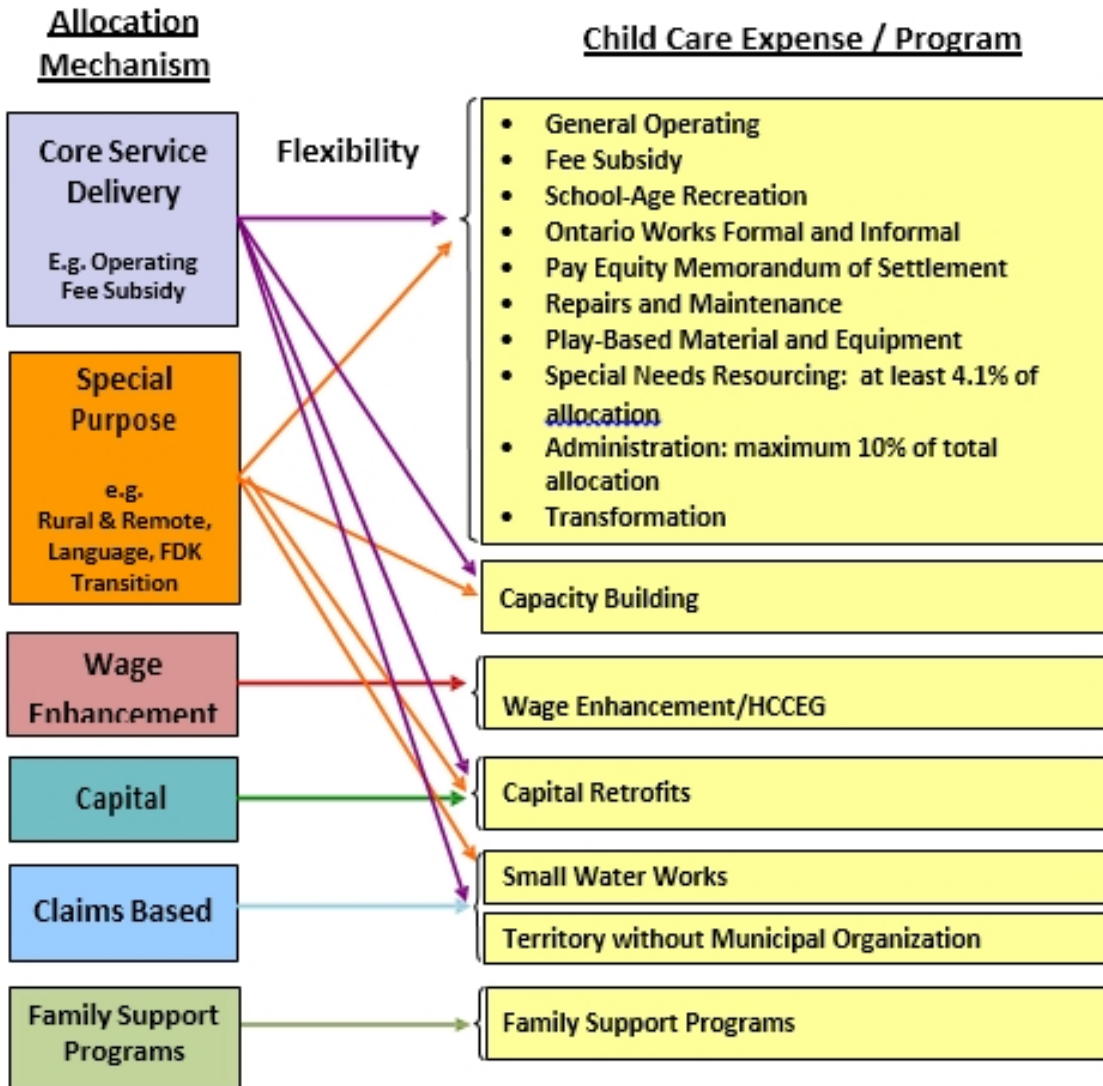 Allocation
Mechanism
Child Care Expense / Program
Flexibility
Core Service
Delivery
E.g. Operating
Fee Subsidy
Special
Purpose
e.g.
Rural & Remote,
Language, FDK
Transition
Wage
Enhancement
Capital
Claims Based
Family Support
Programs
• General Operating
• Fee Subsidy
• School-Age Recreation
• Ontario Works Formal and Informal
• Pay Equity Memorandum of Settlement
• Repairs and Maintenance
• Play-Based Material and Equipment
• Special Needs Resourcing: at least 4.1% of
allocation
• Administration: maximum 10% of total
allocation
• Transformation
Capacity Building
Wage Enhancement/HCCEG
Capital Retrofits
Small Water Works
Territory without Municipal Organization
Family Support Programs